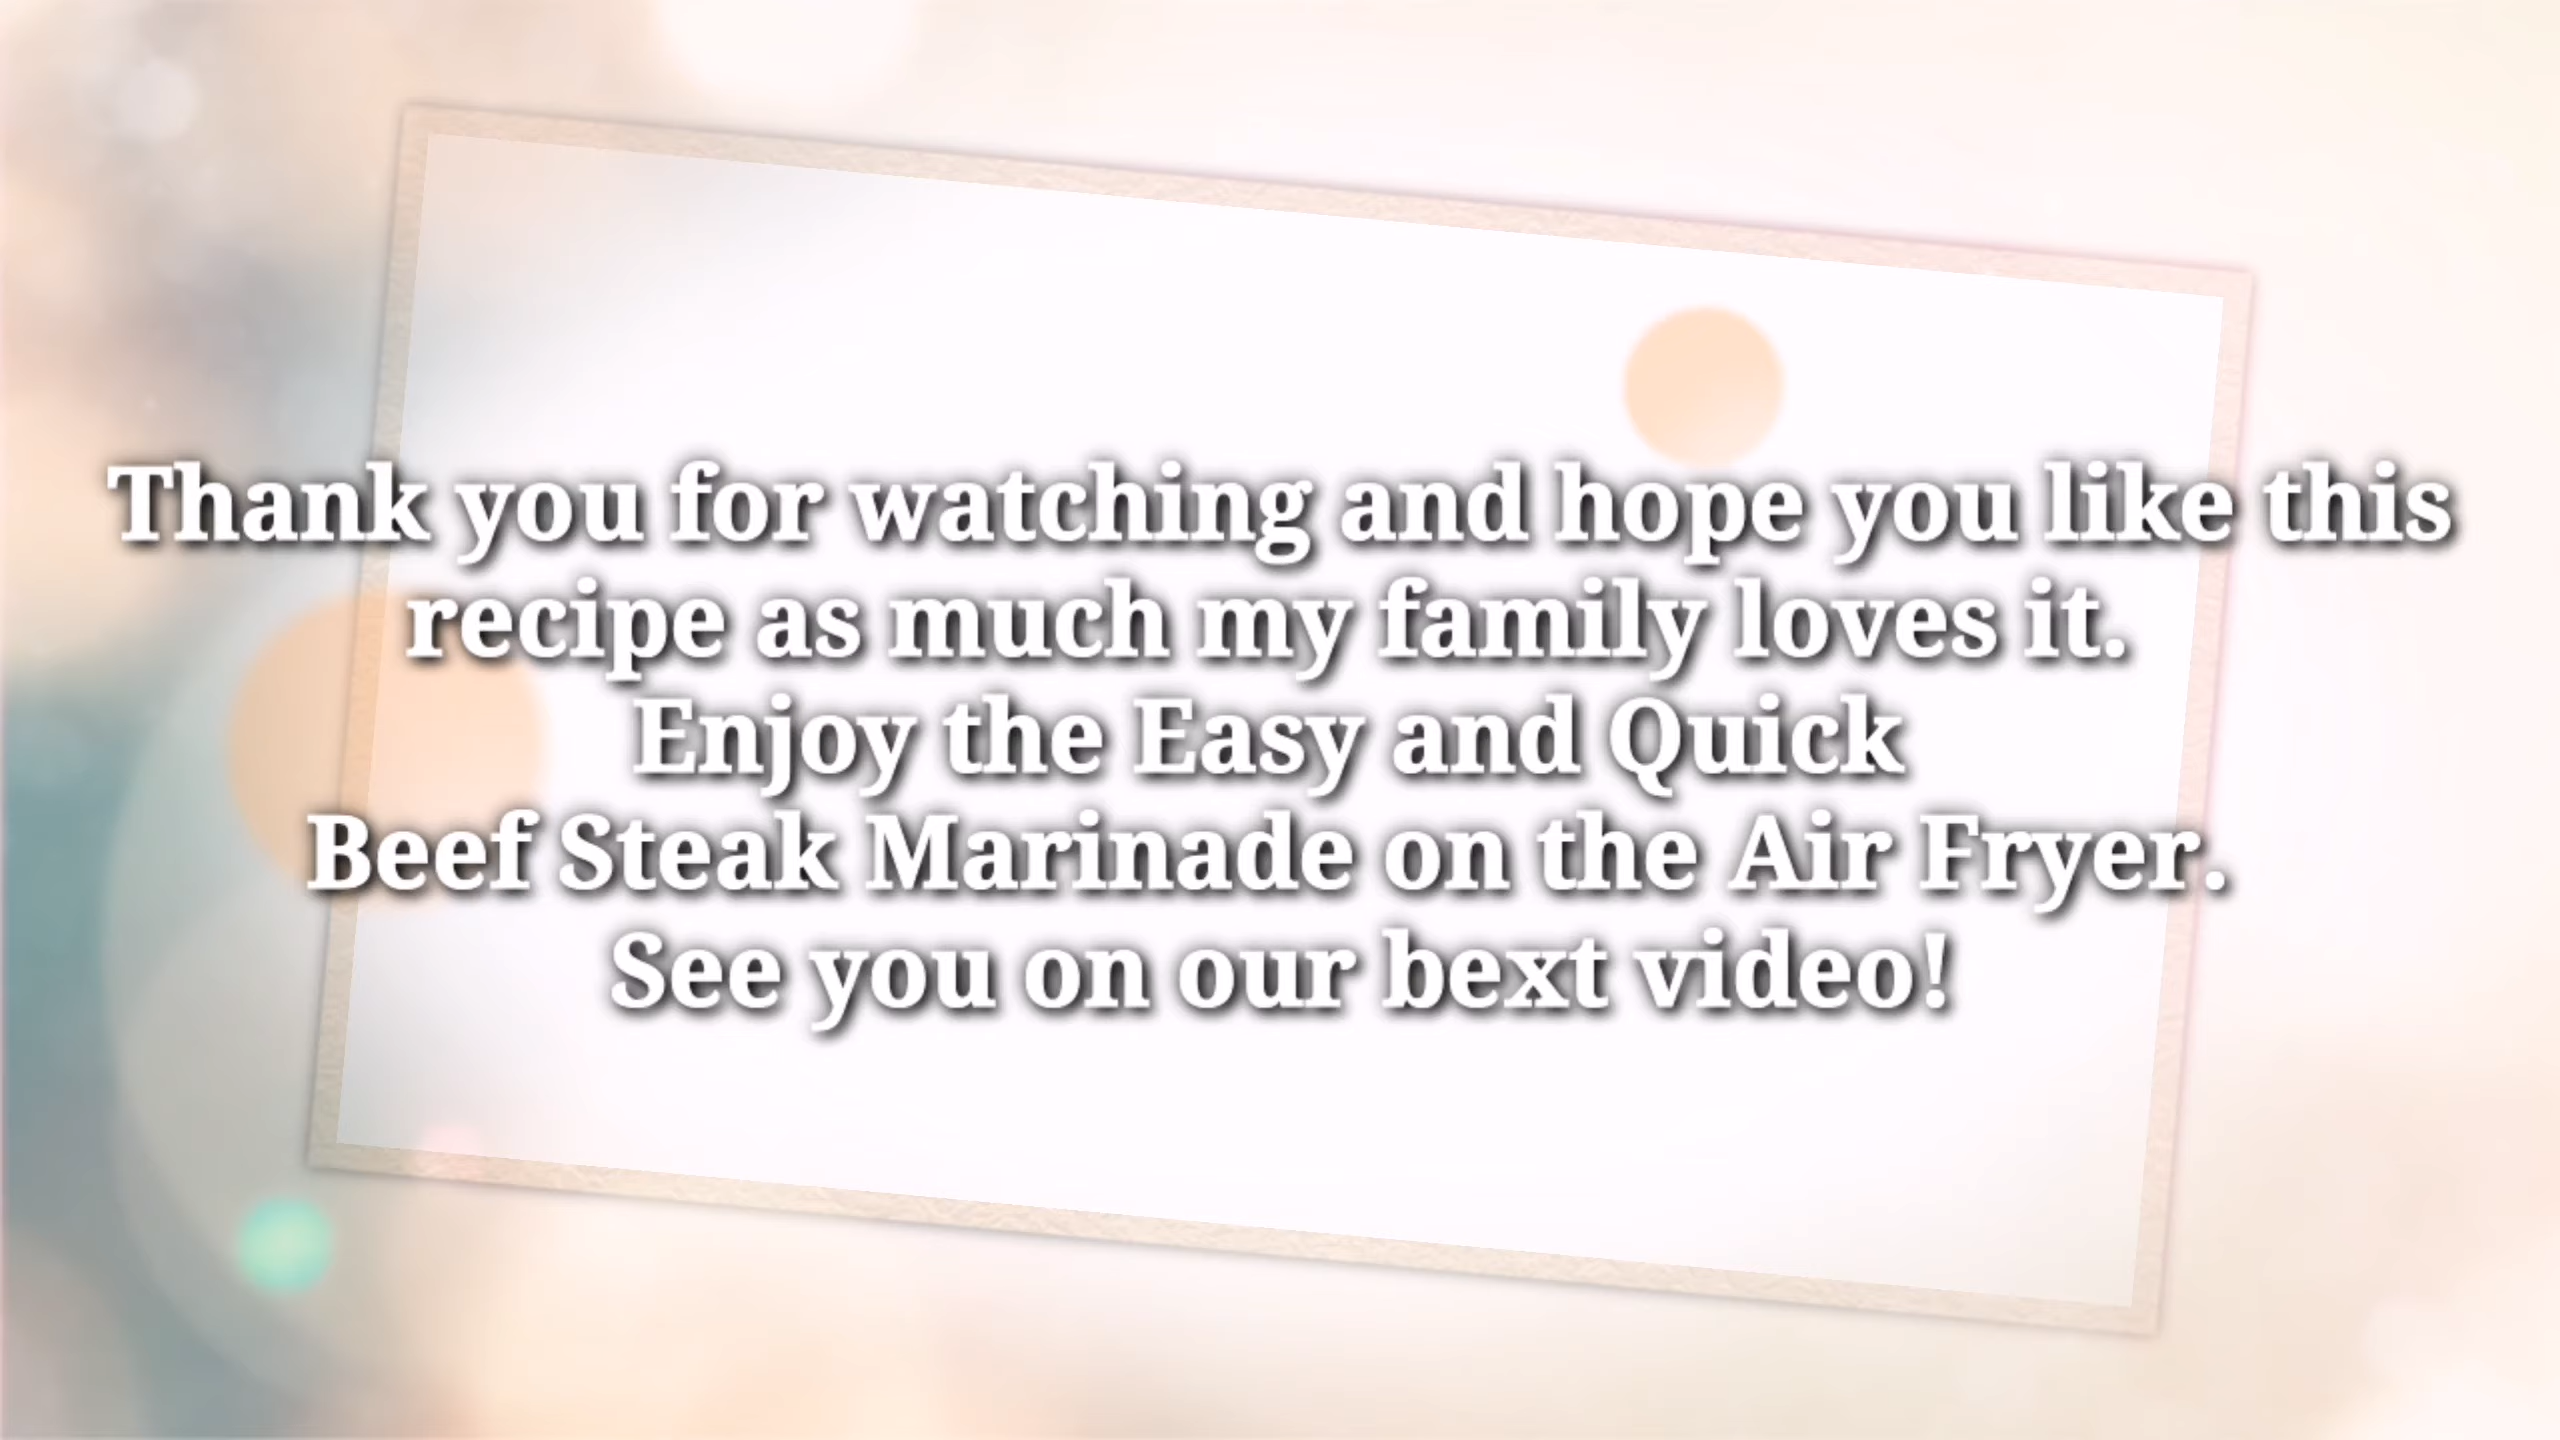 Thank you for watching and hope you like this
recipe as much my family loves it.
Enjoy the Easy and Quick
Beef Steak Marinade on the Air Fryer.
See you on our bext video!